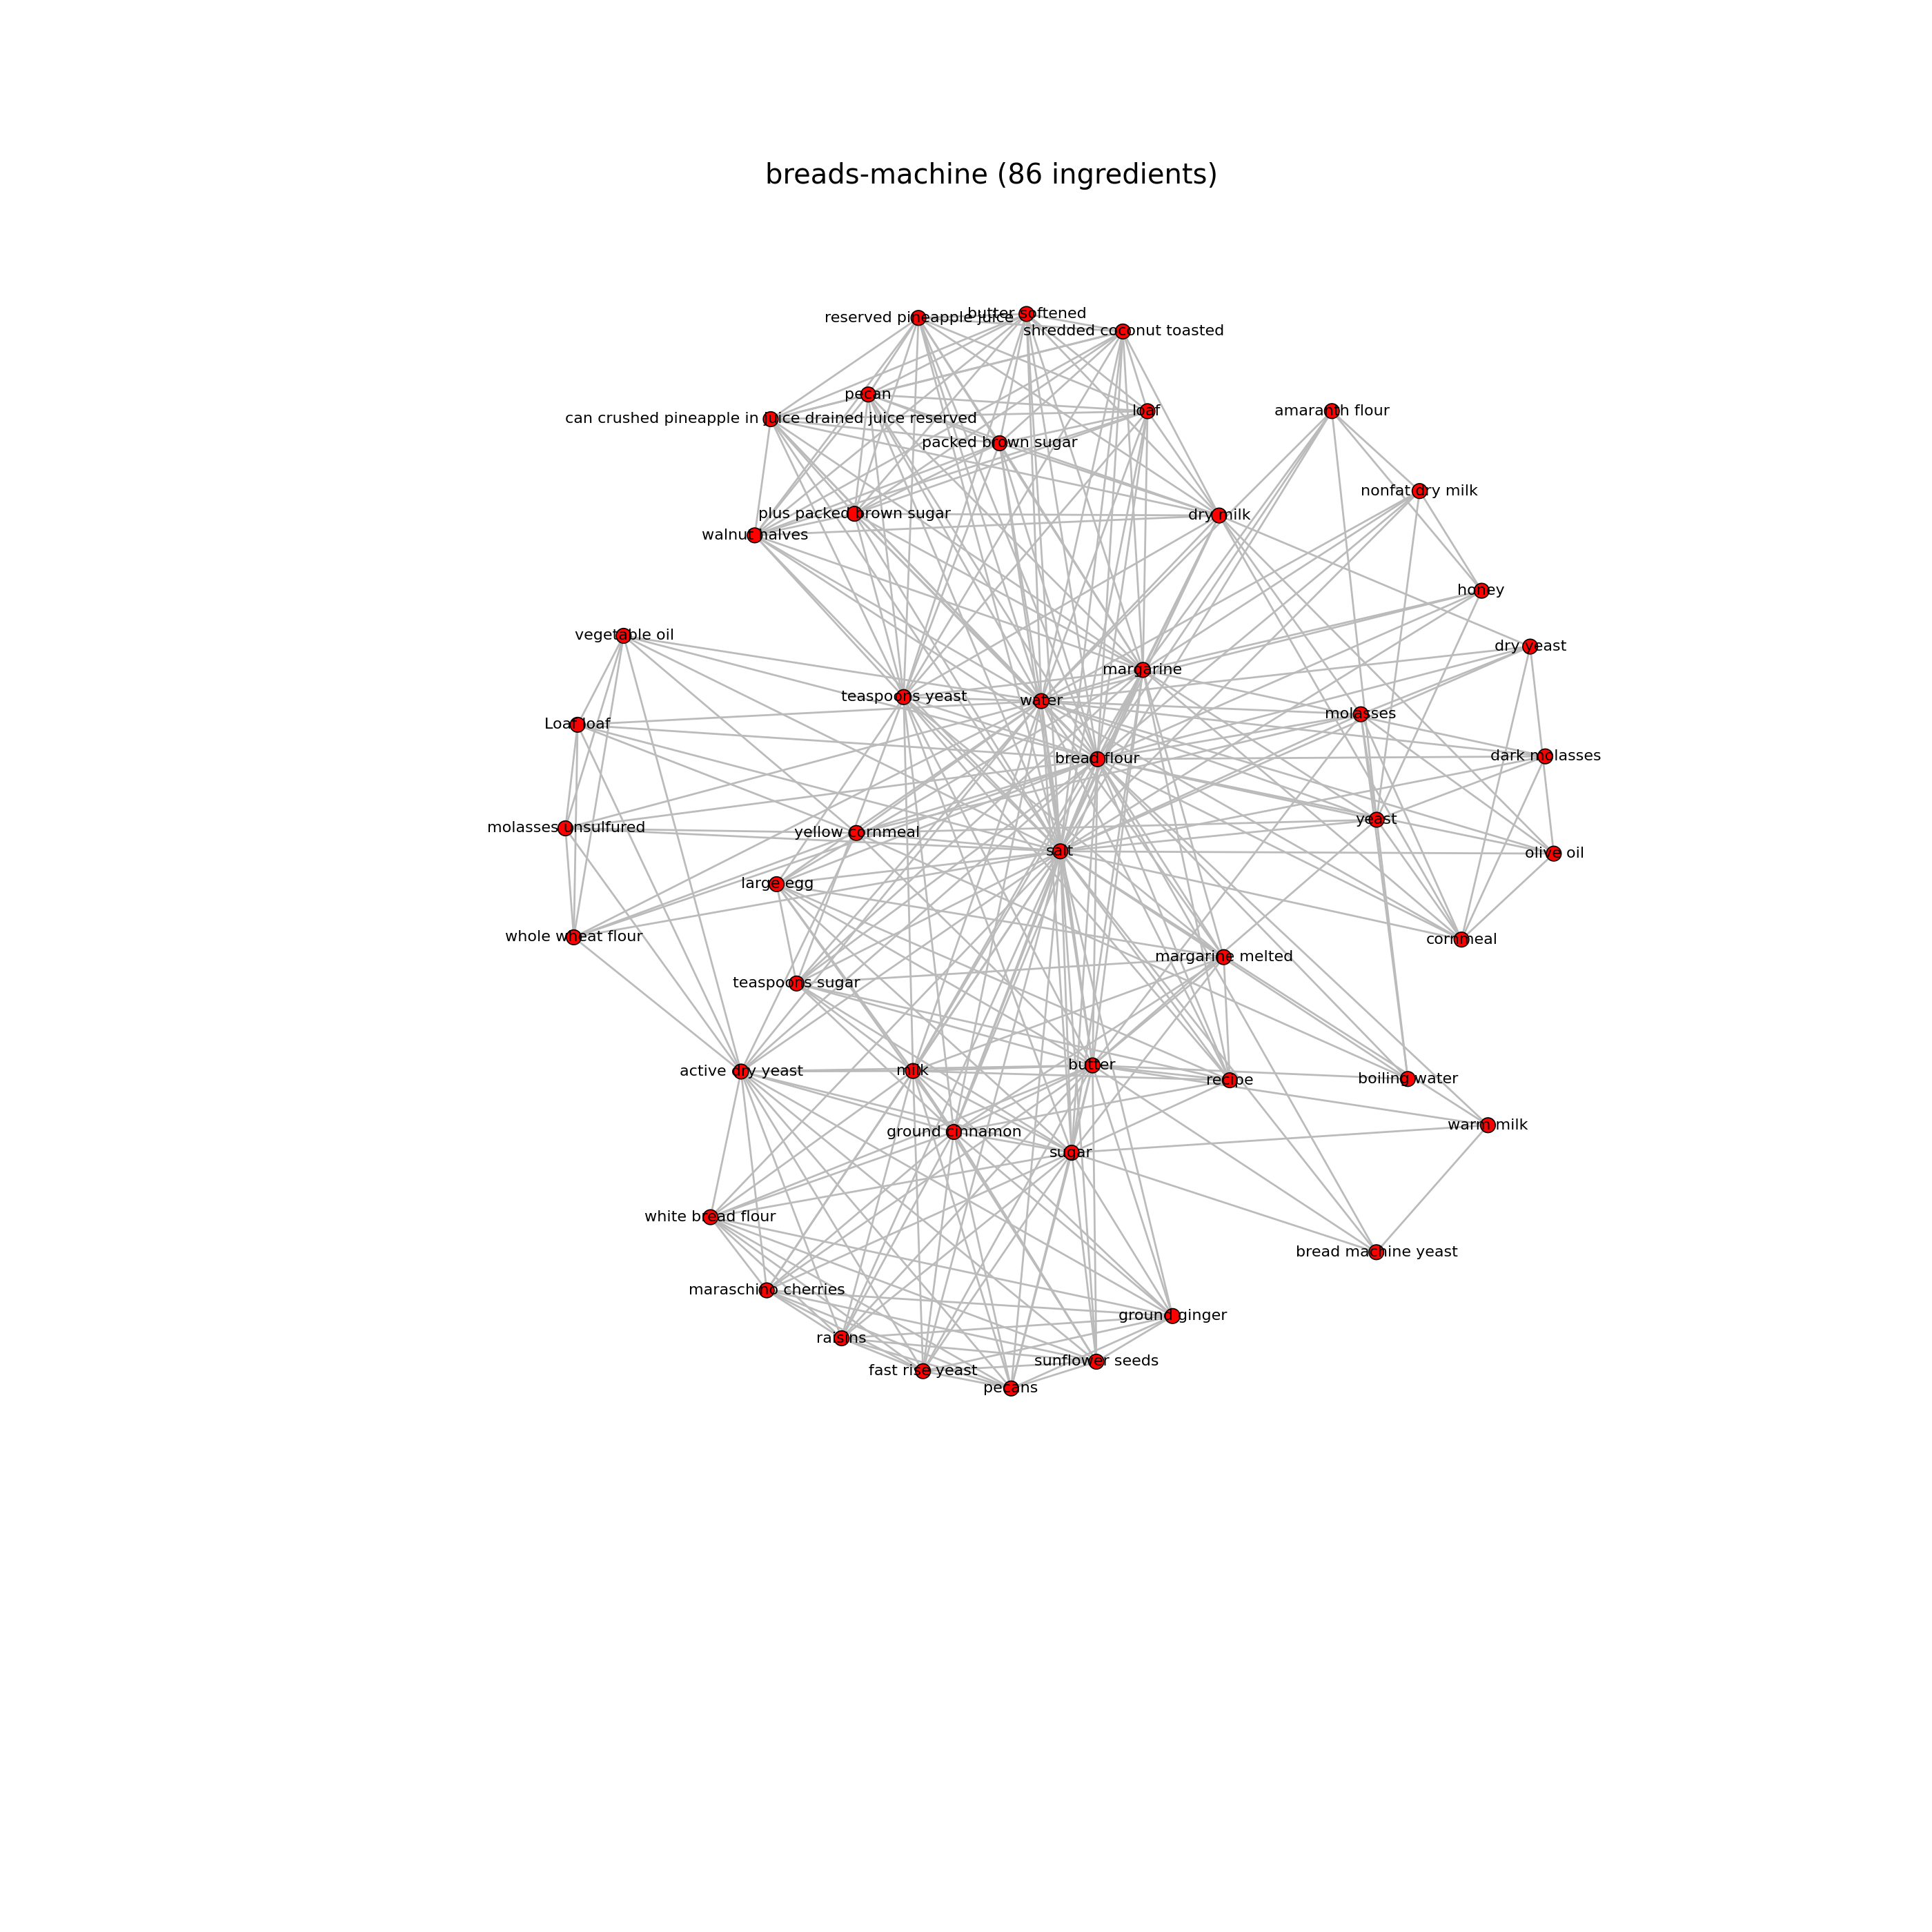 breads-machine (86 ingredients)
butter softened
reserved pineapple juice
shredded coconut toasted
pecan
loaf
amaranth flour
can crushed pineapple in juice drained juice reserved
packed brown sugar
nonfat dry milk
plus packed brown sugar
dry milk
walnut halves
honey
vegetable oil
dry yeast
margarine
teaspoons yeast
water
molasses
Loaf loaf
dark molasses
bread flour
yeast
molasses unsulfured
yellow cornmeal
salt
olive oil
large egg
whole wheat flour
cornmeal
margarine melted
teaspoons sugar
butter
active dry yeast
milk
boiling water
recipe
warm milk
ground cinnamon
sugar
white bread flour
bread machine yeast
maraschino cherries
ground ginger
raisins
sunflower seeds
fast rise yeast
pecans